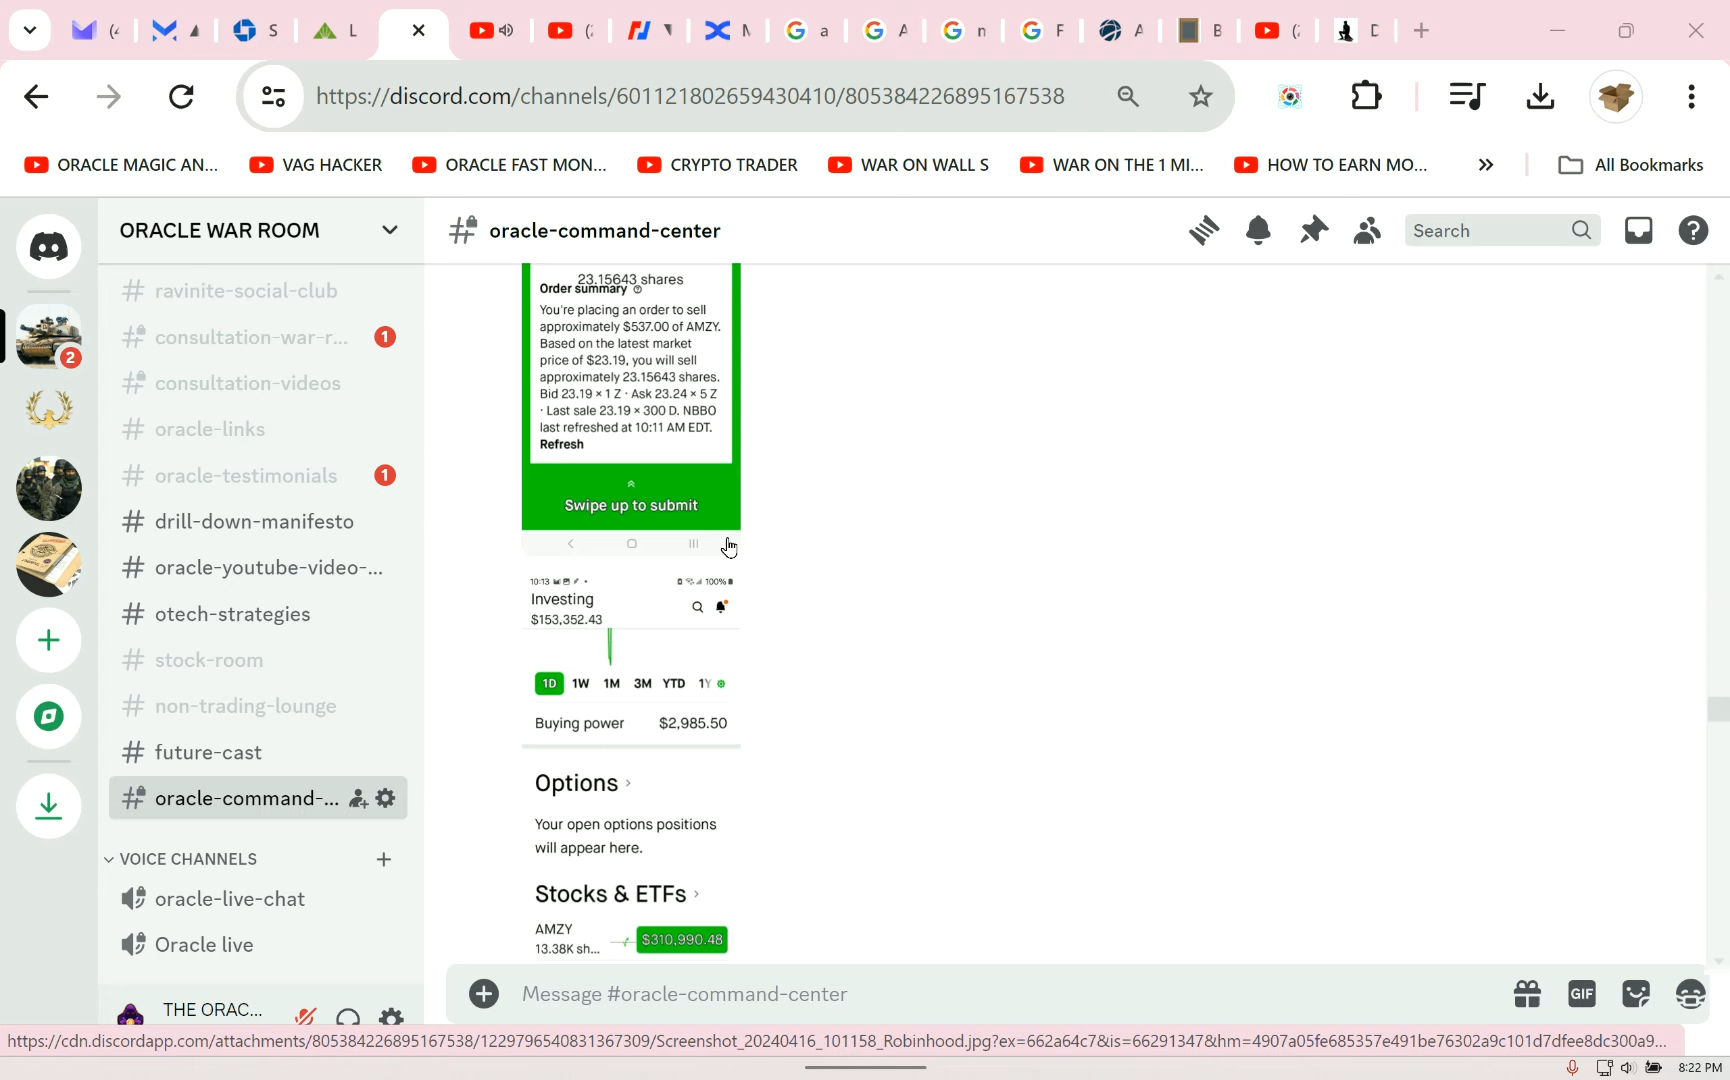 S
L
A
n
F
B
D
https://discord.com/channels/601121802659430410/805384226895167538
ORACLE MAGIC AN...
VAG HACKER
ORACLE FAST MON...
CRYPTO TRADER
WAR ON WALL S
WAR ON THE 1 MI...
HOW TO EARN MO...
»
All Bookmarks
ORACLE WAR ROOM
oracle-command-center
Search
ravinite-social-club
consultation-war-r...
1
2
consultation-videos
oracle-links
oracle-testimonials
1
drill-down-manifesto
oracle-youtube-video-...
otech-strategies
stock-room
non-trading-lounge
future-cast
oracle-command-...
VOICE CHANNELS
oracle-live-chat
Oracle live
THE ORAC...
23.15643 shares
Order summary
You're placing an order to sell
approximately $537.00 of AMZY.
Based on the latest market
price of $23.19, you will sell
approximately 23.15643 shares.
Bid 23.19 × 1 Z · Ask 23.24 × 5 Z
· Last sale 23.19 × 300 D. NBBO
last refreshed at 10:11 AM EDT.
Refresh
Swipe up to submit
10:13
100%
Investing
$153,352.43
1D 1W 1M 3M YTD 1Y
Buying power $2,985.50
Options ›
Your open options positions
will appear here.
Stocks & ETFs ›
AMZY
13.38K sh...
$310,990.48
Message #oracle-command-center
GIF
https://cdn.discordapp.com/attachments/805384226895167538/1229796540831367309/Screenshot_20240416_101158_Robinhood.jpg?ex=662a64c7&is=66291347&hm=4907a05fe685357e491be76302a9c101d7dfee8dc300a9...
8:22 PM